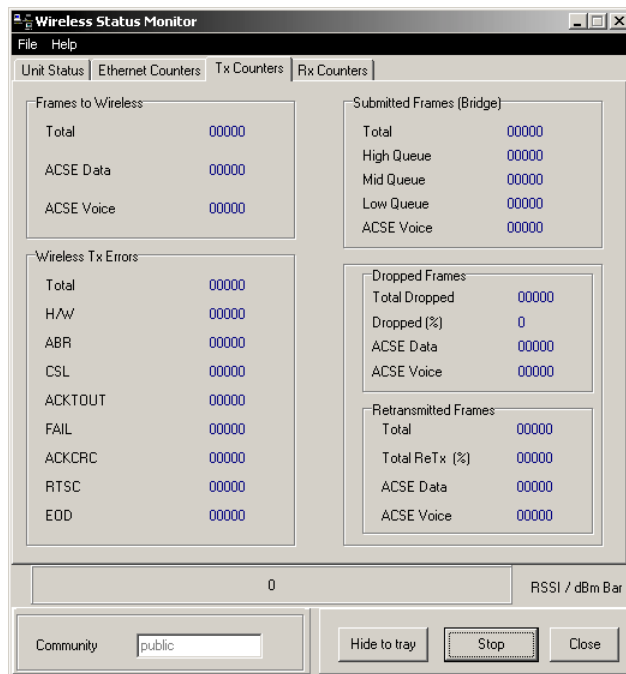 Wireless Status Monitor
File Help
Unit Status Ethernet Counters Tx Counters Rx Counters
Frames to Wireless
Total 00000
ACSE Data 00000
ACSE Voice 00000
Submitted Frames (Bridge)
Total 00000
High Queue 00000
Mid Queue 00000
Low Queue 00000
ACSE Voice 00000
Wireless Tx Errors
Total 00000
H/W 00000
ABR 00000
CSL 00000
ACKTOUT 00000
FAIL 00000
ACKCRC 00000
RTSC 00000
EOD 00000
Dropped Frames
Total Dropped 00000
Dropped (%) 0
ACSE Data 00000
ACSE Voice 00000
Retransmitted Frames
Total 00000
Total ReTx (%) 00000
ACSE Data 00000
ACSE Voice 00000
0 RSSI / dBm Bar
Community public Hide to tray Stop Close